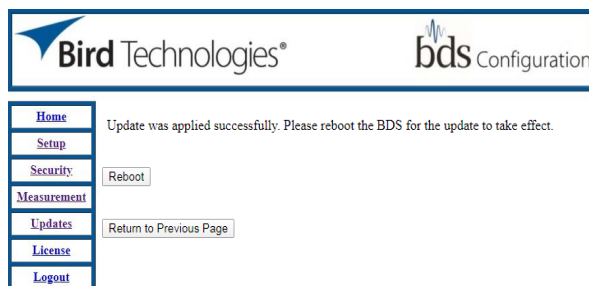 Bird Technologies®
bds Configuration
Home
Update was applied successfully. Please reboot the BDS for the update to take effect.
Setup
Security
Reboot
Measurement
Updates
Return to Previous Page
License
Logout